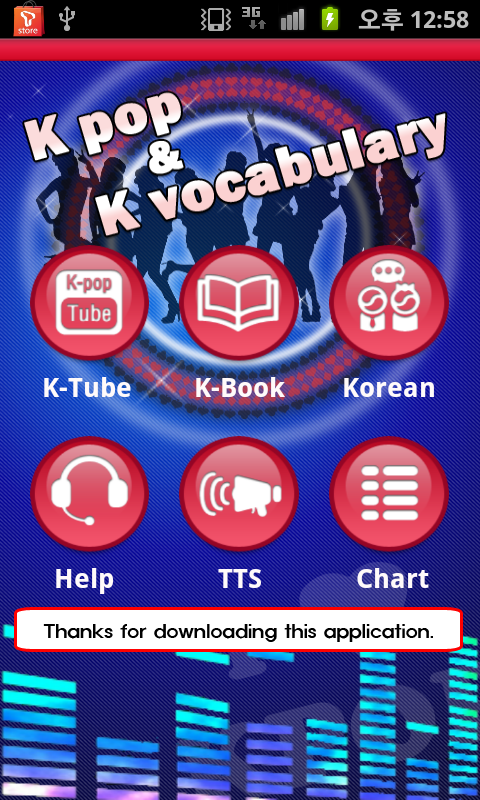 T
store
3G
오후 12:58
K pop
&
K vocabulary
K-pop
Tube
K-Tube
K-Book
Korean
Help
TTS
Chart
Thanks for downloading this application.